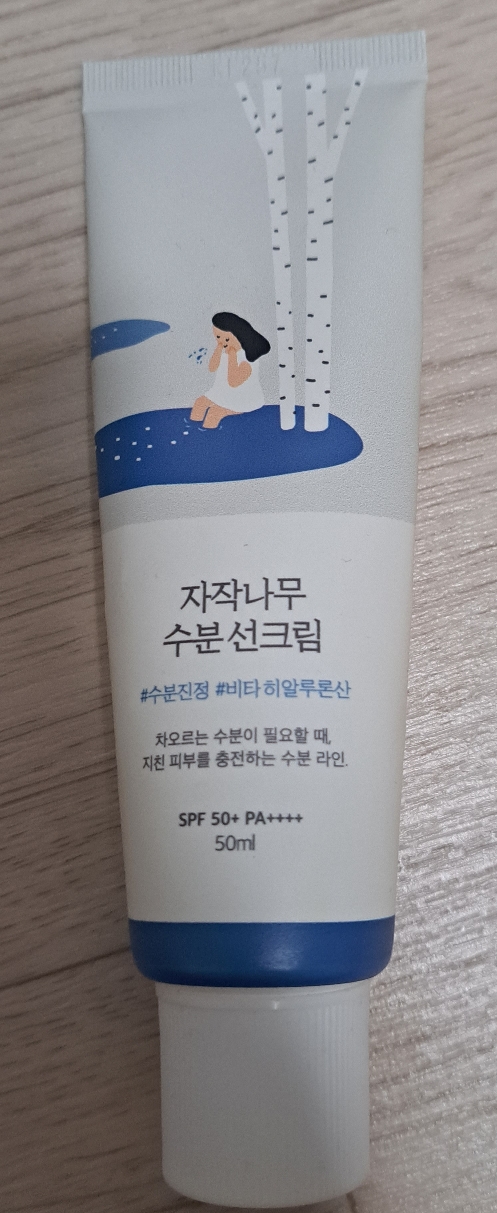 자작나무
수분 선크림
#수분진정 #비타히알루론산
차오르는 수분이 필요할 때,
지친 피부를 충전하는 수분 라인.
SPF 50+ PA++++
50ml